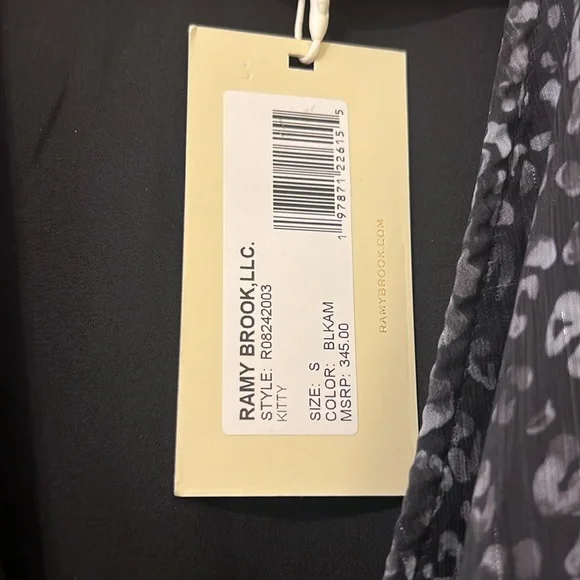 RAMY BROOK,LLC.
STYLE: R08242003
KITTY
SIZE: S
COLOR: BLKAM
MSRP: 345.00
1 97871 22615 5
RAMYBROOK.COM